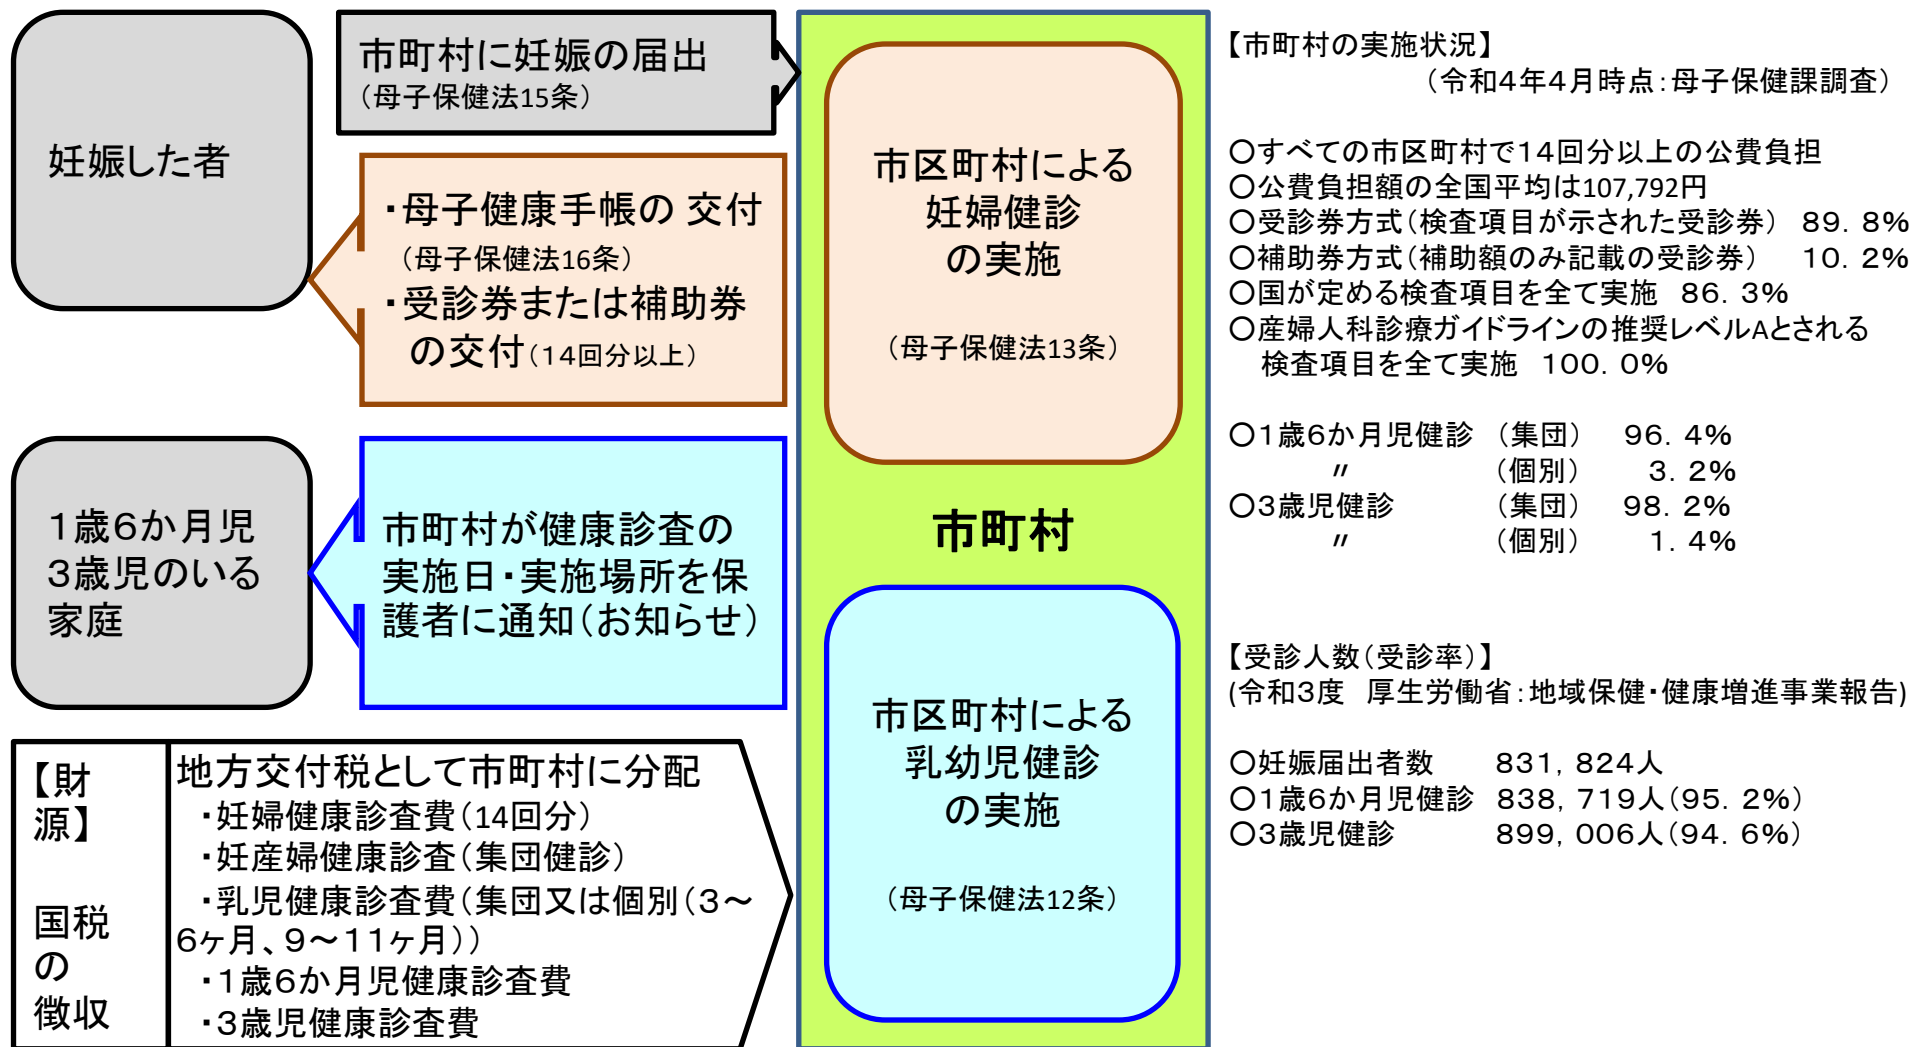 妊娠した者
市町村に妊娠の届出
（母子保健法15条）
・母子健康手帳の 交付
（母子保健法16条）
・受診券または補助券
の交付（１４回分以上）
１歳６か月児
３歳児のいる
家庭
市町村が健康診査の
実施日・実施場所を保
護者に通知（お知らせ）
【財
源】
国税
の
徴収
地方交付税として市町村に分配
・妊婦健康診査費（14回分）
・妊産婦健康診査（集団健診）
・乳児健康診査費（集団又は個別（３～
６ヶ月、９～１１ヶ月））
・１歳６か月児健康診査費
・３歳児健康診査費
市区町村による
妊婦健診
の実施
（母子保健法13条）
市町村
市区町村による
乳幼児健診
の実施
（母子保健法12条）
【市町村の実施状況】
（令和４年４月時点：母子保健課調査）
○すべての市区町村で１４回分以上の公費負担
○公費負担額の全国平均は107,792円
○受診券方式（検査項目が示された受診券） ８９．８％
○補助券方式（補助額のみ記載の受診券） １０．２％
○国が定める検査項目を全て実施 ８６．３％
○産婦人科診療ガイドラインの推奨レベルAとされる
検査項目を全て実施 １００．０％
○１歳６か月児健診 （集団） ９６．４％
〃 （個別） ３．２％
○３歳児健診 （集団） ９８．２％
〃 （個別） １．４％
【受診人数（受診率）】
(令和３度 厚生労働省：地域保健・健康増進事業報告)
○妊娠届出者数 ８３１，８２４人
○１歳６か月児健診 ８３８，７１９人（９５．２％）
○３歳児健診 ８９９，００６人（９４．６％）